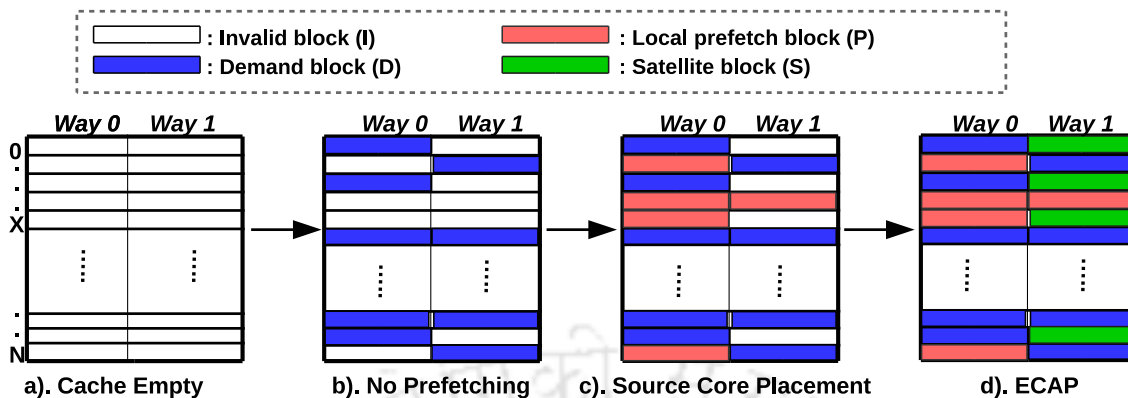 : Invalid block (I) : Local prefetch block (P)
: Demand block (D) : Satellite block (S)
Way 0 Way 1 Way 0 Way 1 Way 0 Way 1 Way 0 Way 1
0
.
.
.
X
...... ...... ...... ...... ...... ...... ...... ......
.
.
N
a). Cache Empty b). No Prefetching c). Source Core Placement d). ECAP